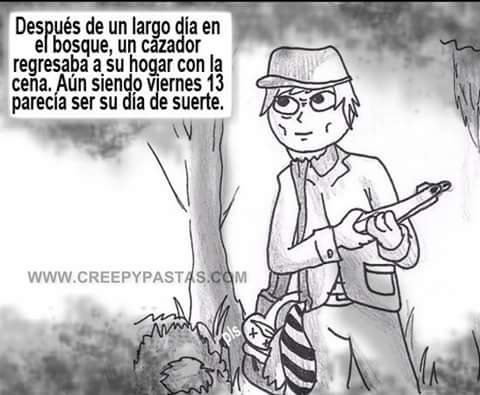 Después de un largo día en
el bosque, un cazador
regresaba a su hogar con la
cena. Aún siendo viernes 13
parecía ser su día de suerte.
WWW.CREEPYPASTAS.COM
pls